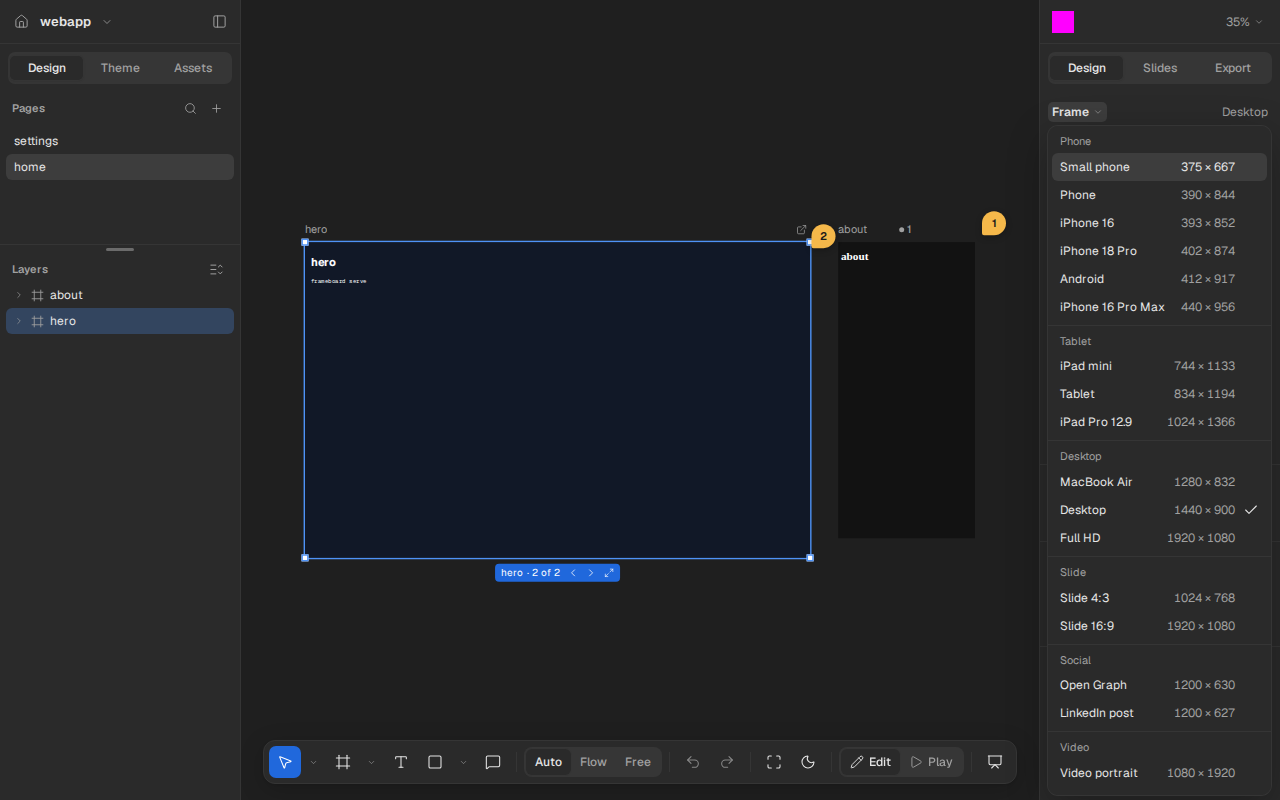 webapp
35%
Design Theme Assets
Design Slides Export
Pages
Frame Desktop
settings
home
Layers
about
hero
hero
2
about 1
1
hero
frameboard serve
about
hero - 2 of 2
Auto Flow Free
Edit Play
Phone
Small phone 375 × 667
Phone 390 × 844
iPhone 16 393 × 852
iPhone 18 Pro 402 × 874
Android 412 × 917
iPhone 16 Pro Max 440 × 956
Tablet
iPad mini 744 × 1133
Tablet 834 × 1194
iPad Pro 12.9 1024 × 1366
Desktop
MacBook Air 1280 × 832
Desktop 1440 × 900
Full HD 1920 × 1080
Slide
Slide 4:3 1024 × 768
Slide 16:9 1920 × 1080
Social
Open Graph 1200 × 630
LinkedIn post 1200 × 627
Video
Video portrait 1080 × 1920